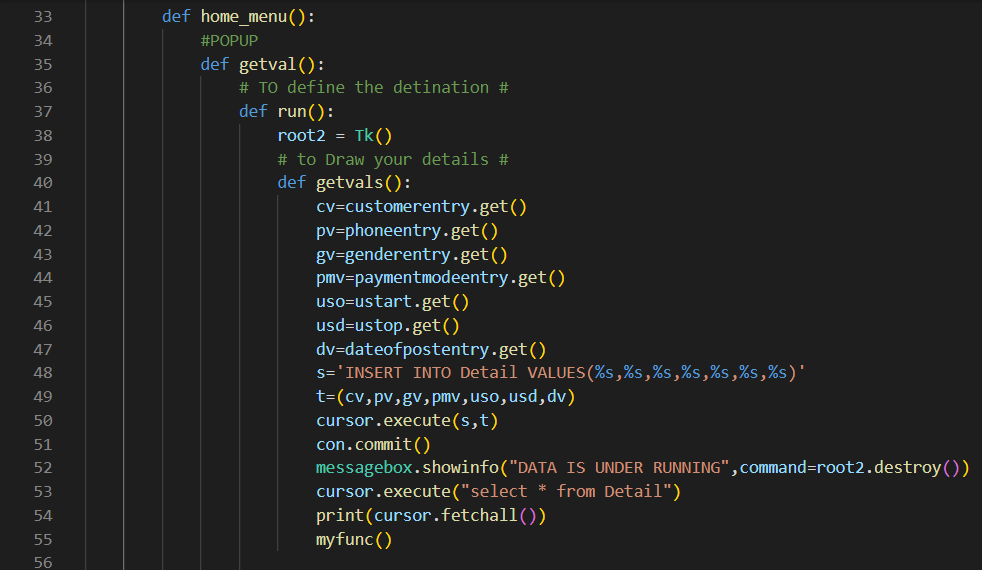 33 def home_menu():
34 #POPUP
35 def getval():
36 # TO define the detination #
37 def run():
38 root2 = Tk()
39 # to Draw your details #
40 def getvals():
41 cv=customerentry.get()
42 pv=phoneentry.get()
43 gv=genderentry.get()
44 pmv=paymentmodeentry.get()
45 uso=ustart.get()
46 usd=ustop.get()
47 dv=dateofpostentry.get()
48 s='INSERT INTO Detail VALUES(%s,%s,%s,%s,%s,%s,%s)'
49 t=(cv,pv,gv,pmv,uso,usd,dv)
50 cursor.execute(s,t)
51 con.commit()
52 messagebox.showinfo("DATA IS UNDER RUNNING",command=root2.destroy())
53 cursor.execute("select * from Detail")
54 print(cursor.fetchall())
55 myfunc()
56